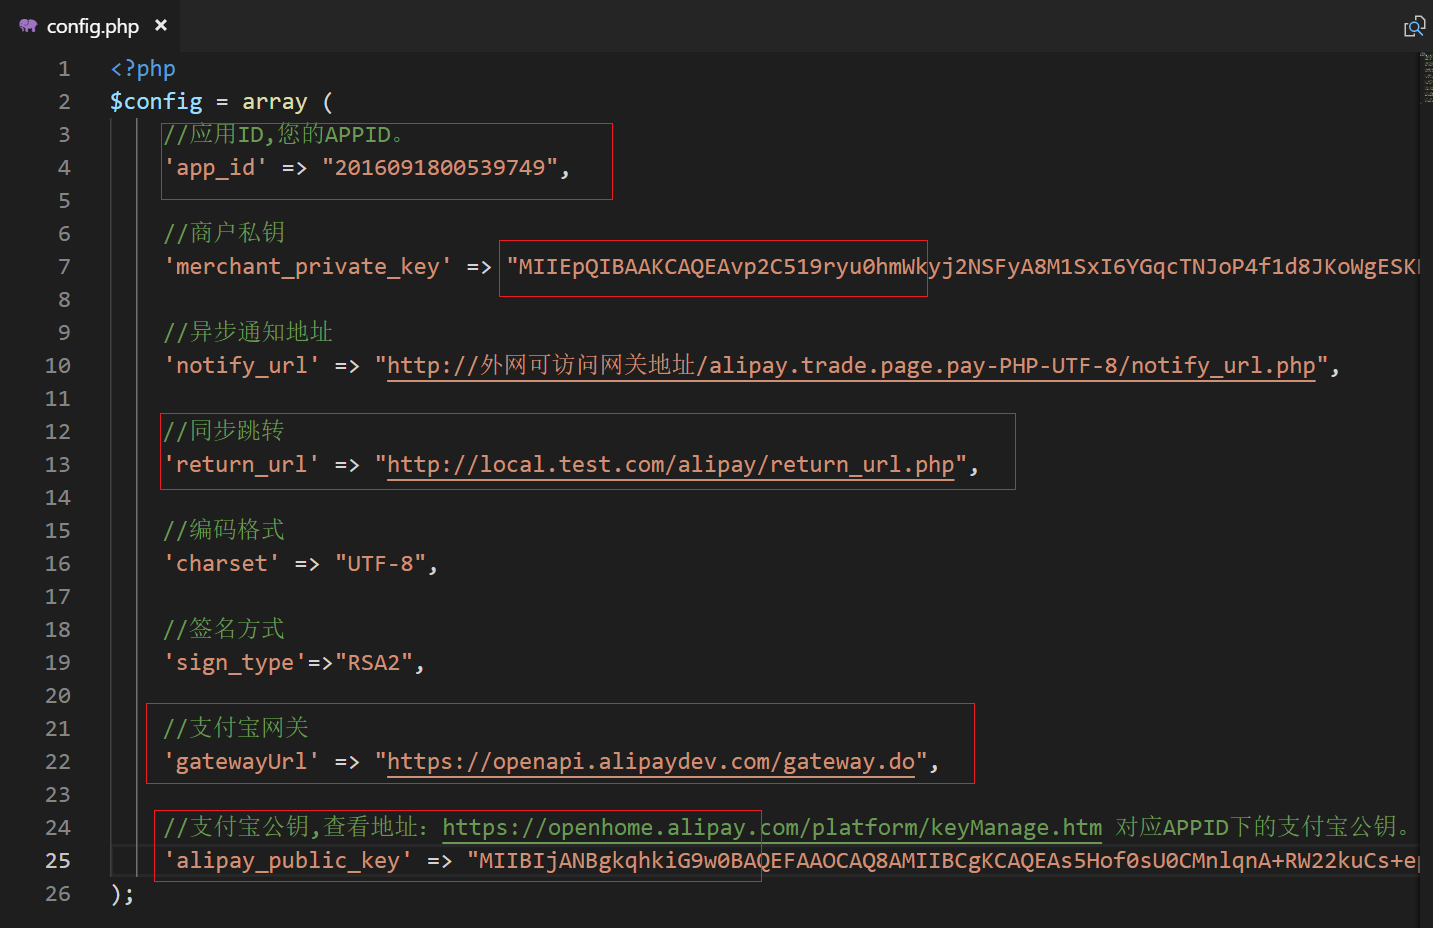 config.php ×
1 <?php
2 $config = array (
3 //应用ID,您的APPID。
4 'app_id' => "2016091800539749",
5
6 //商户私钥
7 'merchant_private_key' => "MIIEpQIBAAKCAQEAvp2C519ryu0hmWkyj2NSFyA8M1SxI6YGqcTNJoP4f1d8JKoWgESK
8
9 //异步通知地址
10 'notify_url' => "http://外网可访问网关地址/alipay.trade.page.pay-PHP-UTF-8/notify_url.php",
11
12 //同步跳转
13 'return_url' => "http://local.test.com/alipay/return_url.php",
14
15 //编码格式
16 'charset' => "UTF-8",
17
18 //签名方式
19 'sign_type'=>"RSA2",
20
21 //支付宝网关
22 'gatewayUrl' => "https://openapi.alipaydev.com/gateway.do",
23
24 //支付宝公钥,查看地址：https://openhome.alipay.com/platform/keyManage.htm 对应APPID下的支付宝公钥。
25 'alipay_public_key' => "MIIBIjANBgkqhkiG9w0BAQEFAAOCAQ8AMIIBCgKCAQEAs5Hof0sU0CMnlqnA+RW22kuCs+ep
26 );